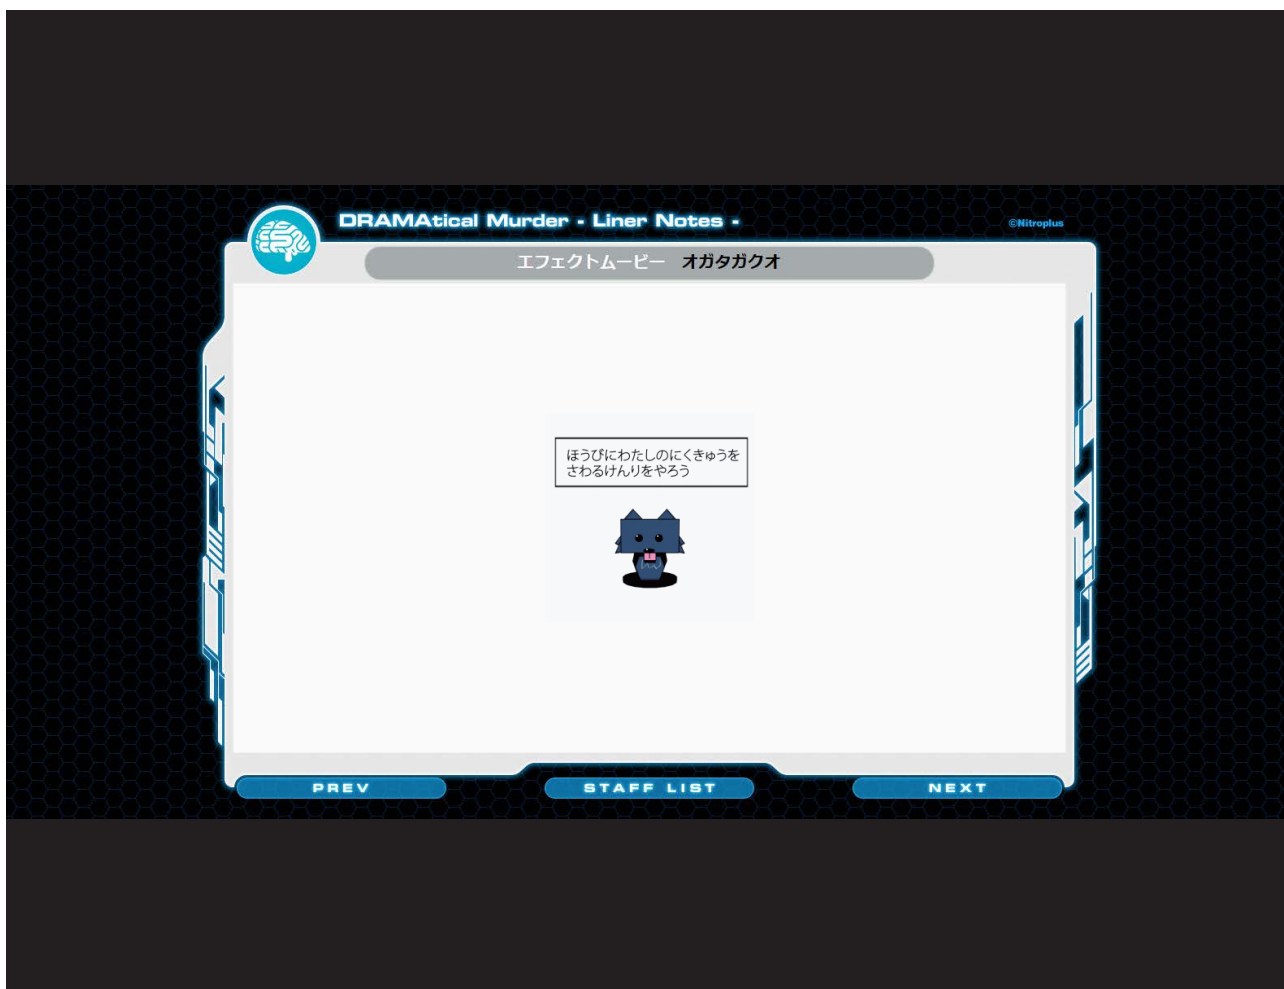 DRAMAtical Murder - Liner Notes -
©Nitroplus
エフェクトムービー　オガタガクオ
ほうびにわたしのにくきゅうを
さわるけんりをやろう
PREV
STAFF LIST
NEXT